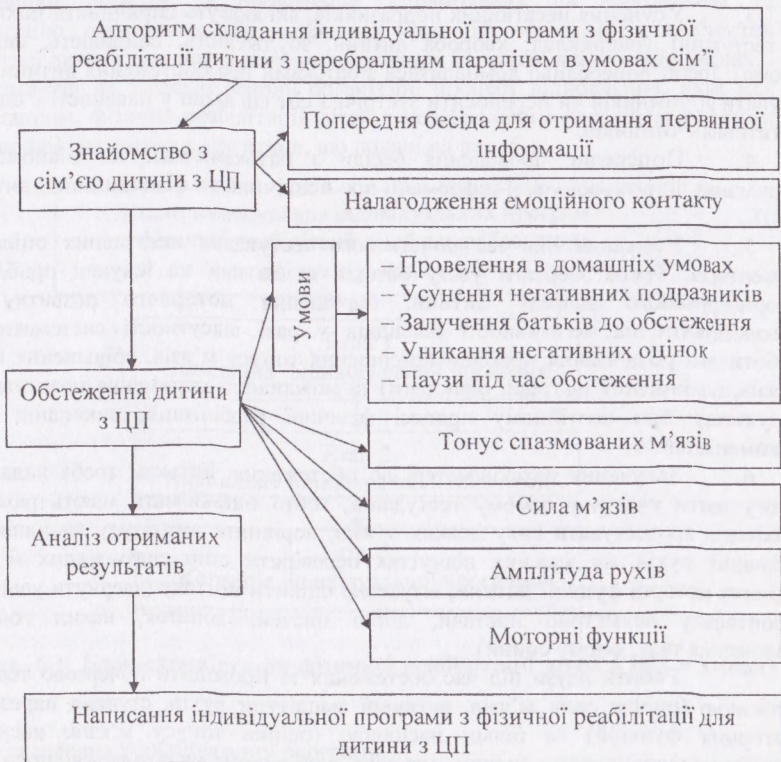 Алгоритм складання індивідуальної програми з фізичної
реабілітації дитини з церебральним паралічем в умовах сім’ї
Знайомство з
сім’єю дитини з ЦП
Попередня бесіда для отримання первинної
інформації
Налагодження емоційного контакту
умови
– Проведення в домашніх умовах
– Усунення негативних подразників
– Залучення батьків до обстеження
– Уникання негативних оцінок
– Паузи під час обстеження
Обстеження дитини
з ЦП
Тонус спазмованих м’язів
Сила м’язів
Амплітуда рухів
Моторні функції
Аналіз отриманих
результатів
Написання індивідуальної програми з фізичної реабілітації для
дитини з ЦП